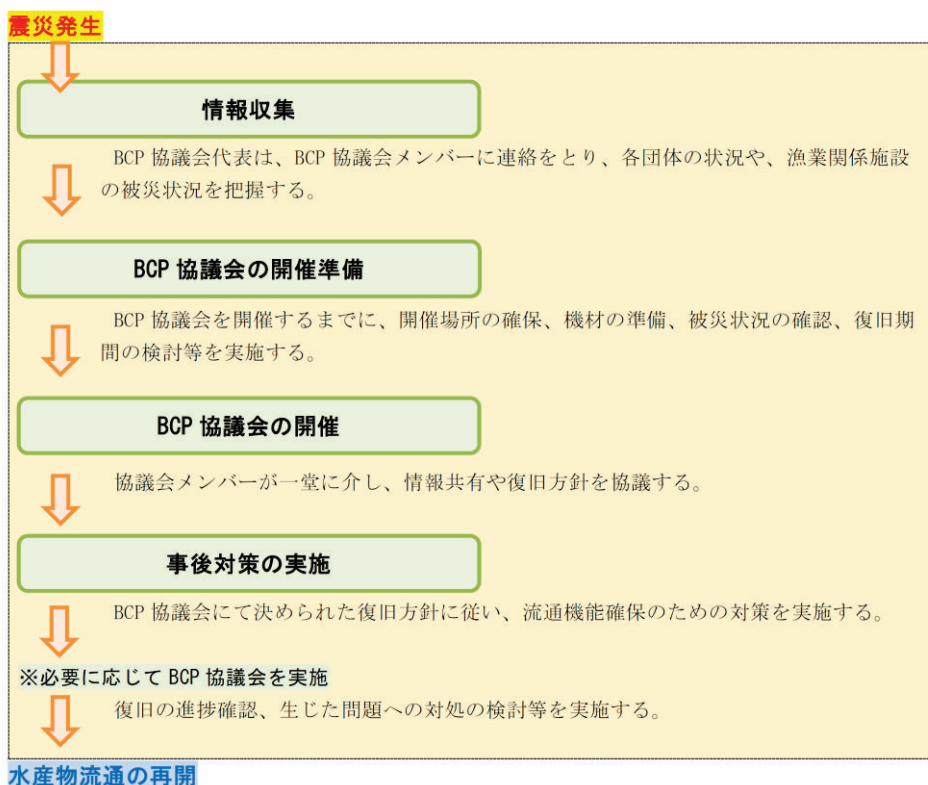 震災発生
情報収集
BCP 協議会代表は、BCP 協議会メンバーに連絡をとり、各団体の状況や、漁業関係施設
の被災状況を把握する。
BCP 協議会の開催準備
BCP 協議会を開催するまでに、開催場所の確保、機材の準備、被災状況の確認、復旧期
間の検討等を実施する。
BCP 協議会の開催
協議会メンバーが一堂に介し、情報共有や復旧方針を協議する。
事後対策の実施
BCP 協議会にて決められた復旧方針に従い、流通機能確保のための対策を実施する。
※必要に応じて BCP 協議会を実施
復旧の進捗確認、生じた問題への対処の検討等を実施する。
水産物流通の再開